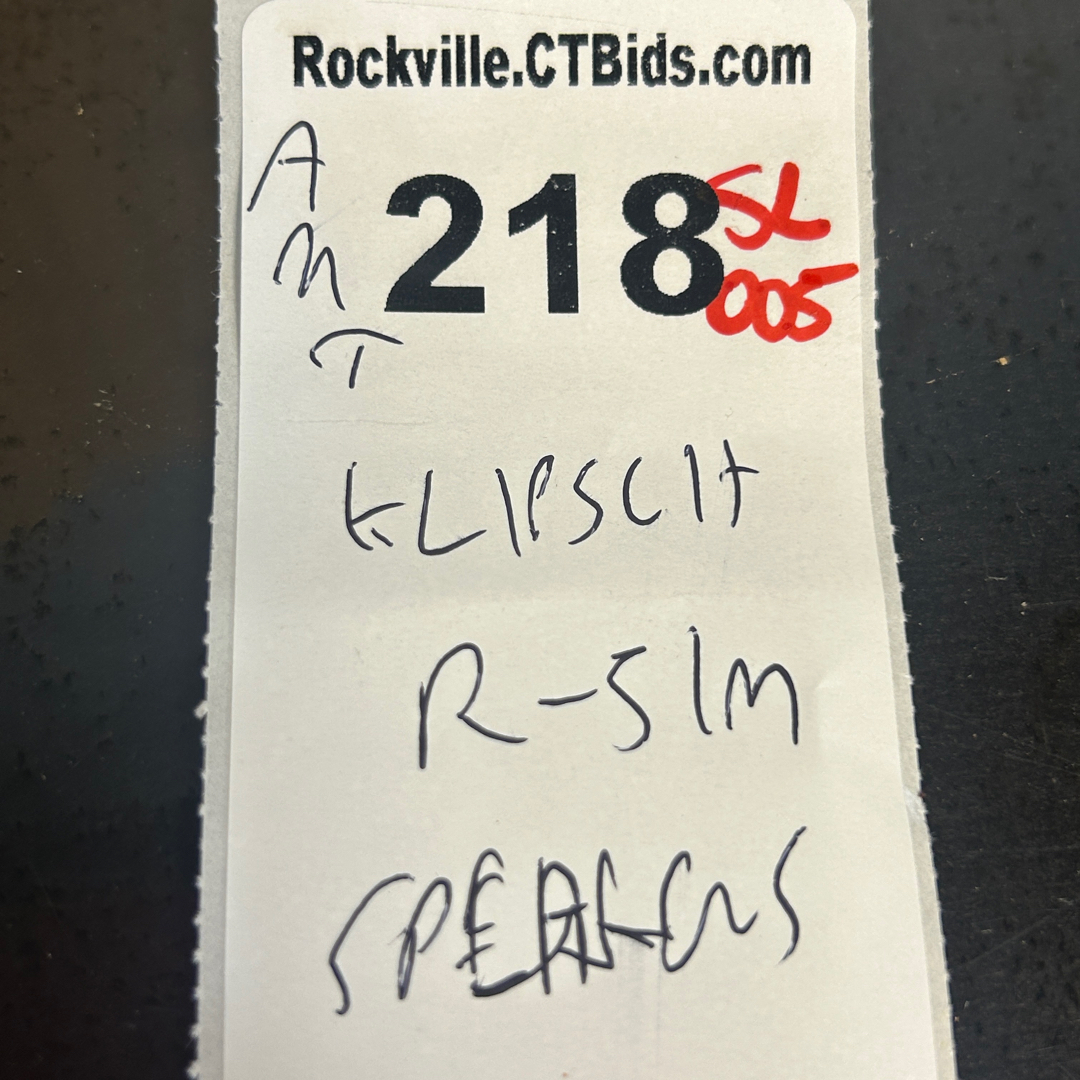 Rockville.CTBids.com
A
M
T
218
SL
005
KLIPSCH
R-51M
SPEAKERS